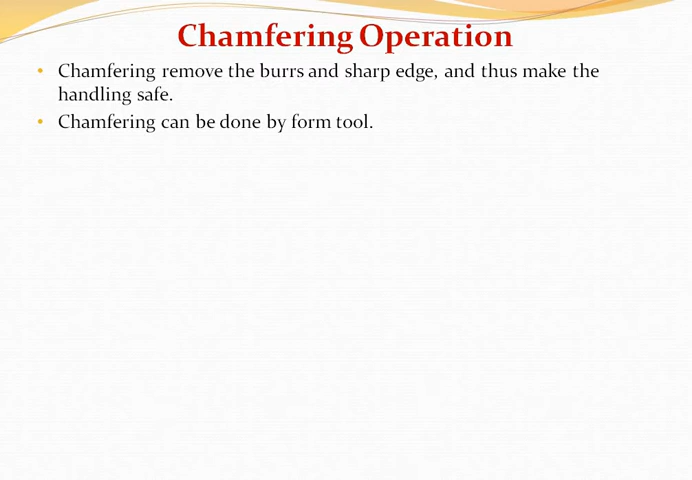 Chamfering Operation
• Chamfering remove the burrs and sharp edge, and thus make the
handling safe.
• Chamfering can be done by form tool.